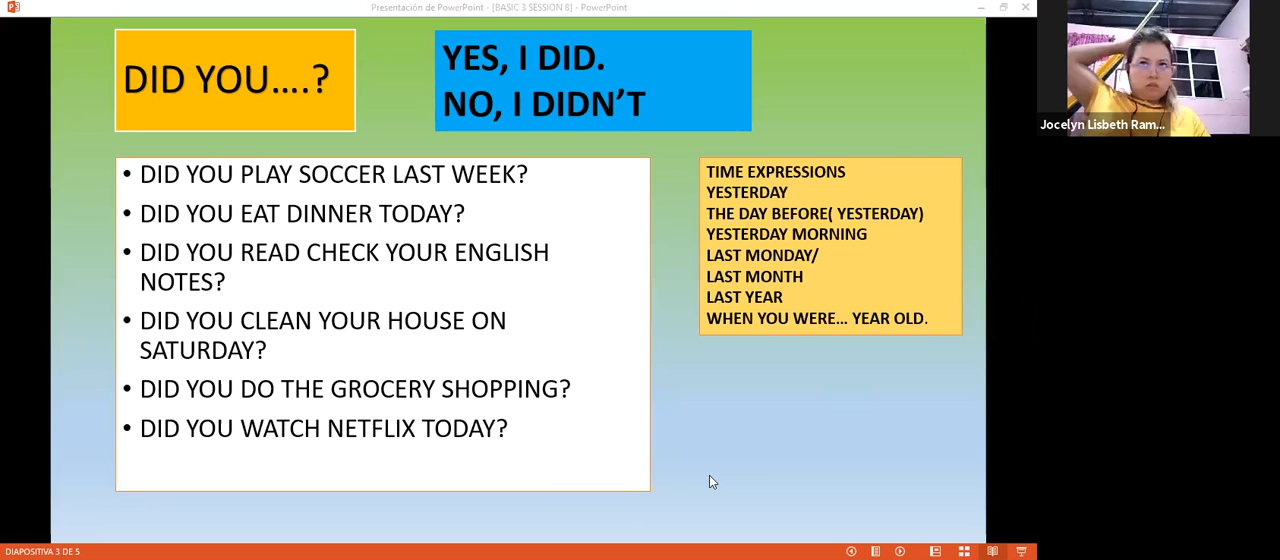 Presentación de PowerPoint - [BASIC 3 SESSION 8] - PowerPoint
DID YOU....?
YES, I DID.
NO, I DIDN’T
• DID YOU PLAY SOCCER LAST WEEK?
• DID YOU EAT DINNER TODAY?
• DID YOU READ CHECK YOUR ENGLISH
NOTES?
• DID YOU CLEAN YOUR HOUSE ON
SATURDAY?
• DID YOU DO THE GROCERY SHOPPING?
• DID YOU WATCH NETFLIX TODAY?
TIME EXPRESSIONS
YESTERDAY
THE DAY BEFORE( YESTERDAY)
YESTERDAY MORNING
LAST MONDAY/
LAST MONTH
LAST YEAR
WHEN YOU WERE... YEAR OLD.
Jocelyn Lisbeth Ram...
DIAPOSITIVA 3 DE 5